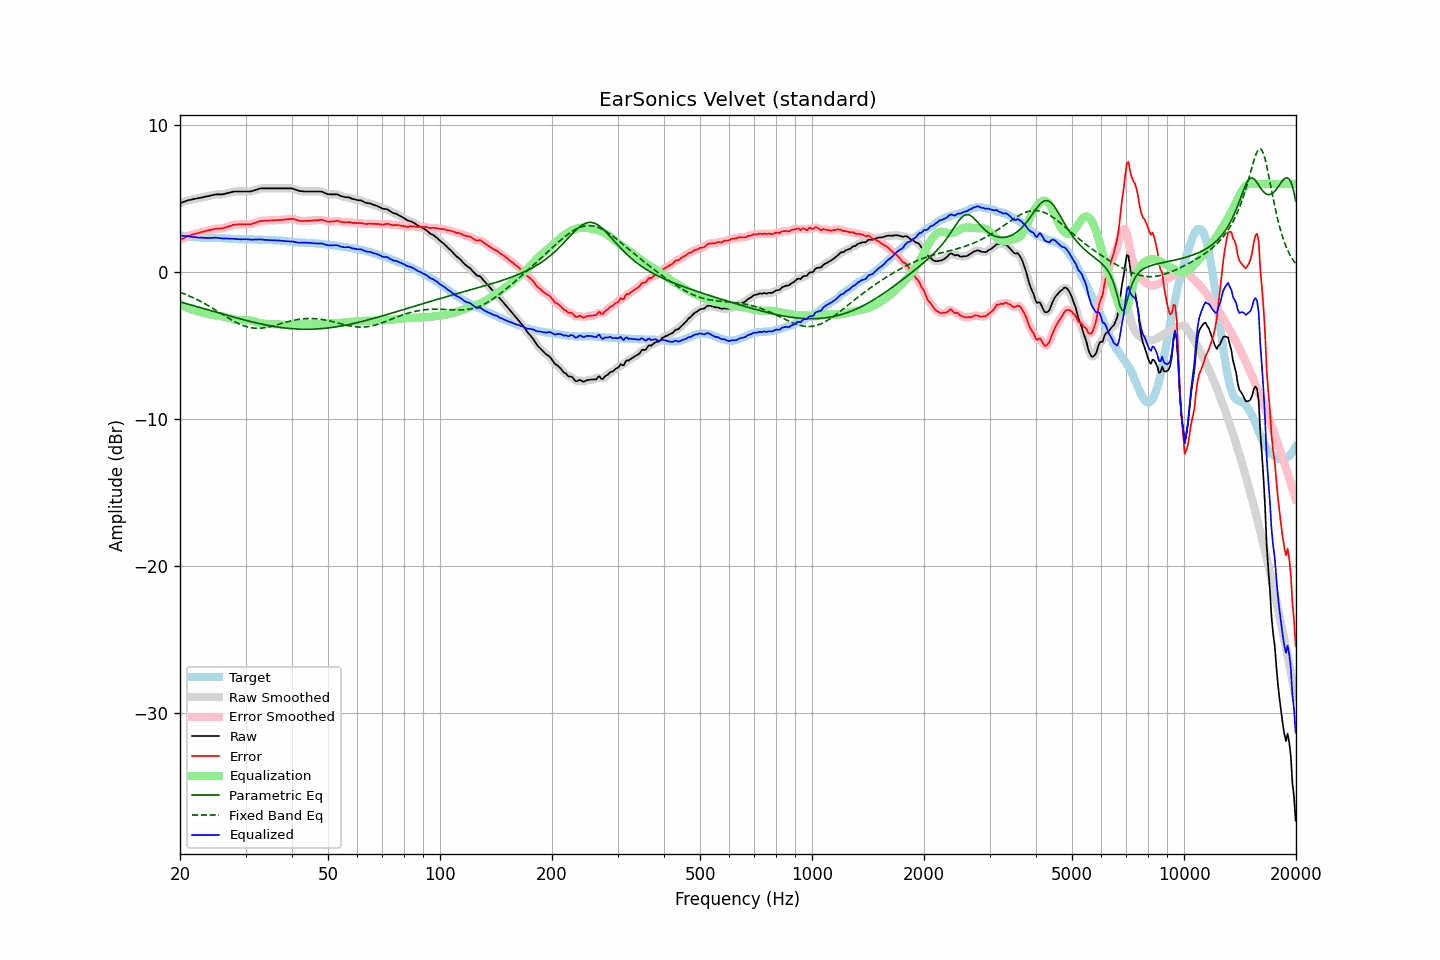 EarSonics Velvet (standard)
10
0
−10
−20
−30
Amplitude (dBr)
Target
Raw Smoothed
Error Smoothed
Raw
Error
Equalization
Parametric Eq
Fixed Band Eq
Equalized
20
50
100
200
500
1000
2000
5000
10000
20000
Frequency (Hz)